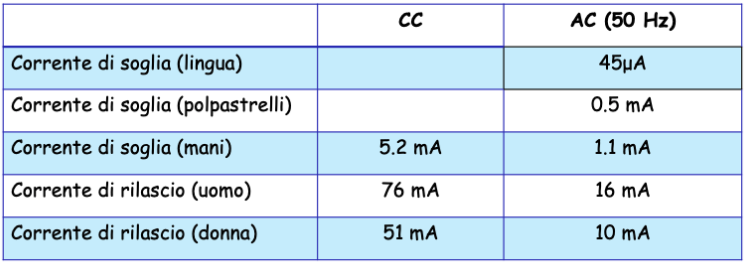 CC AC (50 Hz)
Corrente di soglia (lingua) 45μA
Corrente di soglia (polpastrelli) 0.5 mA
Corrente di soglia (mani) 5.2 mA 1.1 mA
Corrente di rilascio (uomo) 76 mA 16 mA
Corrente di rilascio (donna) 51 mA 10 mA